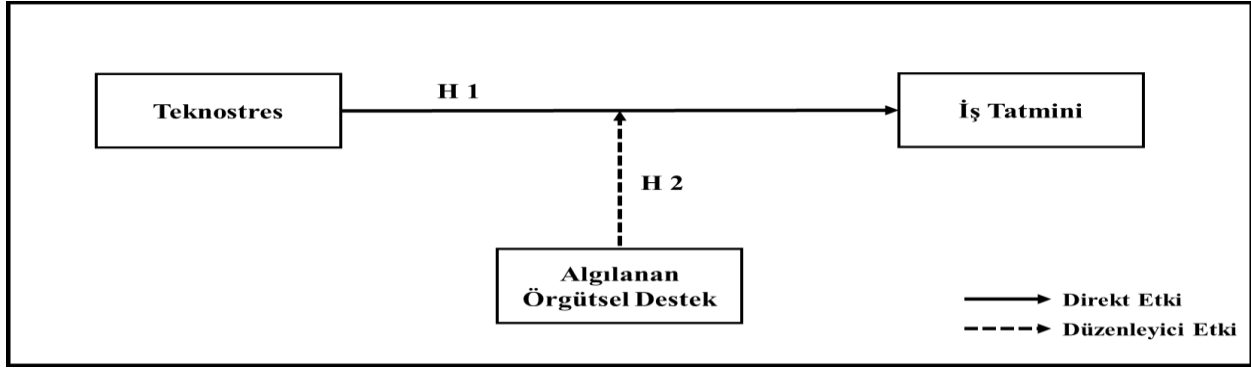 H 1
Teknostres
İş Tatmini
H 2
Algılanan
Örgütsel Destek
Direkt Etki
Düzenleyici Etki